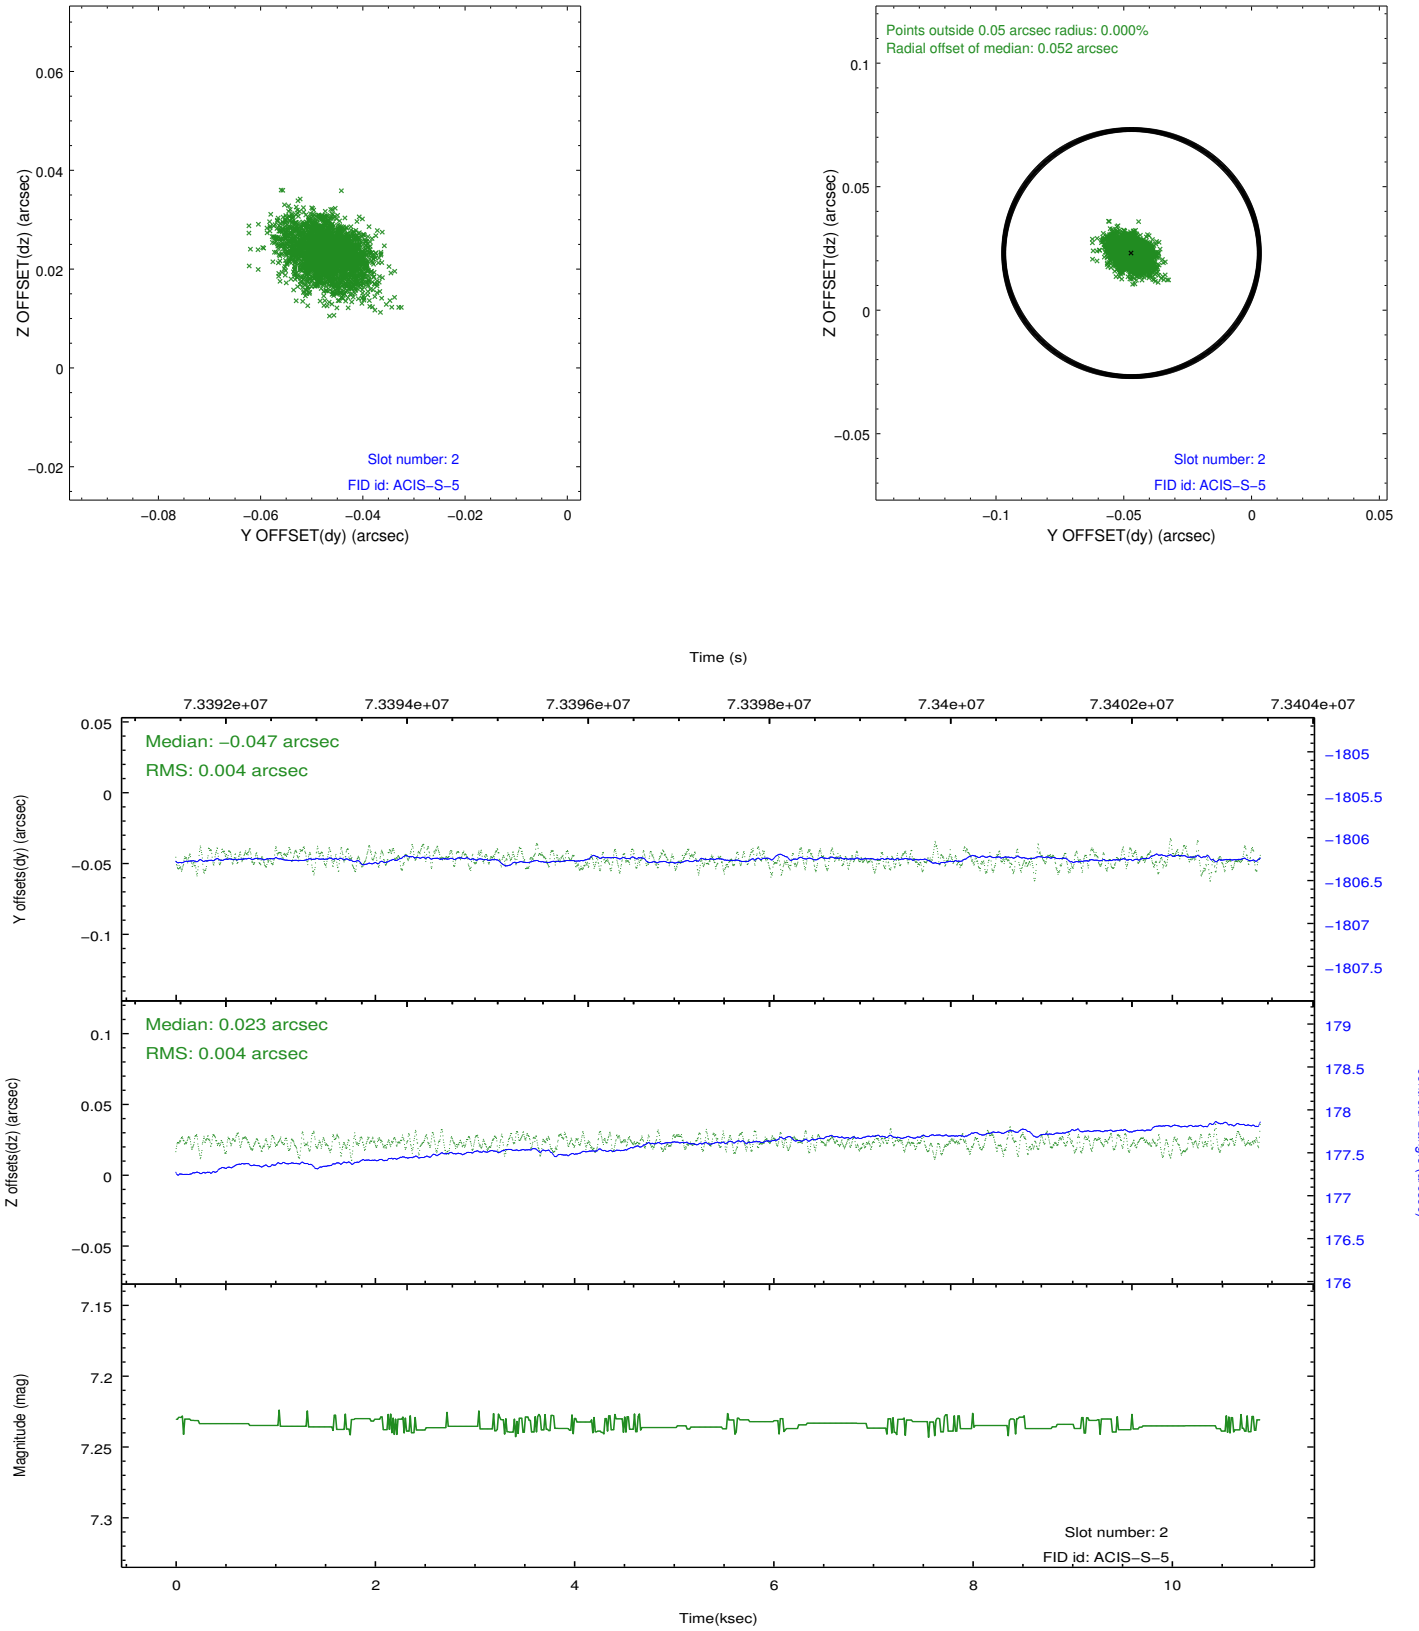 0.06
0.04
0.02
0
−0.02
Z OFFSET(dz) (arcsec)
−0.08
−0.06
−0.04
−0.02
0
Y OFFSET(dy) (arcsec)
Slot number: 2
FID id: ACIS−S−5
Points outside 0.05 arcsec radius: 0.000%
Radial offset of median: 0.052 arcsec
0.1
0.05
0
−0.05
Z OFFSET(dz) (arcsec)
−0.1
−0.05
0
0.05
Y OFFSET(dy) (arcsec)
Slot number: 2
FID id: ACIS−S−5
Time (s)
7.3392e+07
7.3394e+07
7.3396e+07
7.3398e+07
7.34e+07
7.3402e+07
7.3404e+07
Median: −0.047 arcsec
RMS: 0.004 arcsec
0.05
0
−0.05
−0.1
Y offsets(dy) (arcsec)
−1805
−1805.5
−1806
−1806.5
−1807
−1807.5
Median: 0.023 arcsec
RMS: 0.004 arcsec
0.1
0.05
0
−0.05
Z offsets(dz) (arcsec)
179
178.5
178
177.5
177
176.5
176
7.15
7.2
7.25
7.3
Magnitude (mag)
Slot number: 2
FID id: ACIS−S−5
0
2
4
6
8
10
Time(ksec)